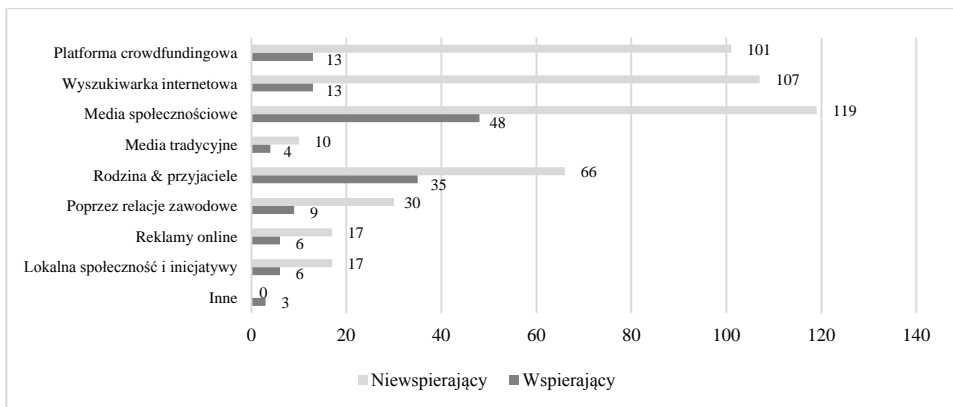 Platforma crowdfundingowa
101
13
Wyszukiwarka internetowa
107
13
Media społecznościowe
119
48
Media tradycyjne
10
4
Rodzina & przyjaciele
66
35
Poprzez relacje zawodowe
30
9
Reklamy online
17
6
Lokalna społeczność i inicjatywy
17
6
Inne
0
3
0 20 40 60 80 100 120 140
Niewspierający Wspierający